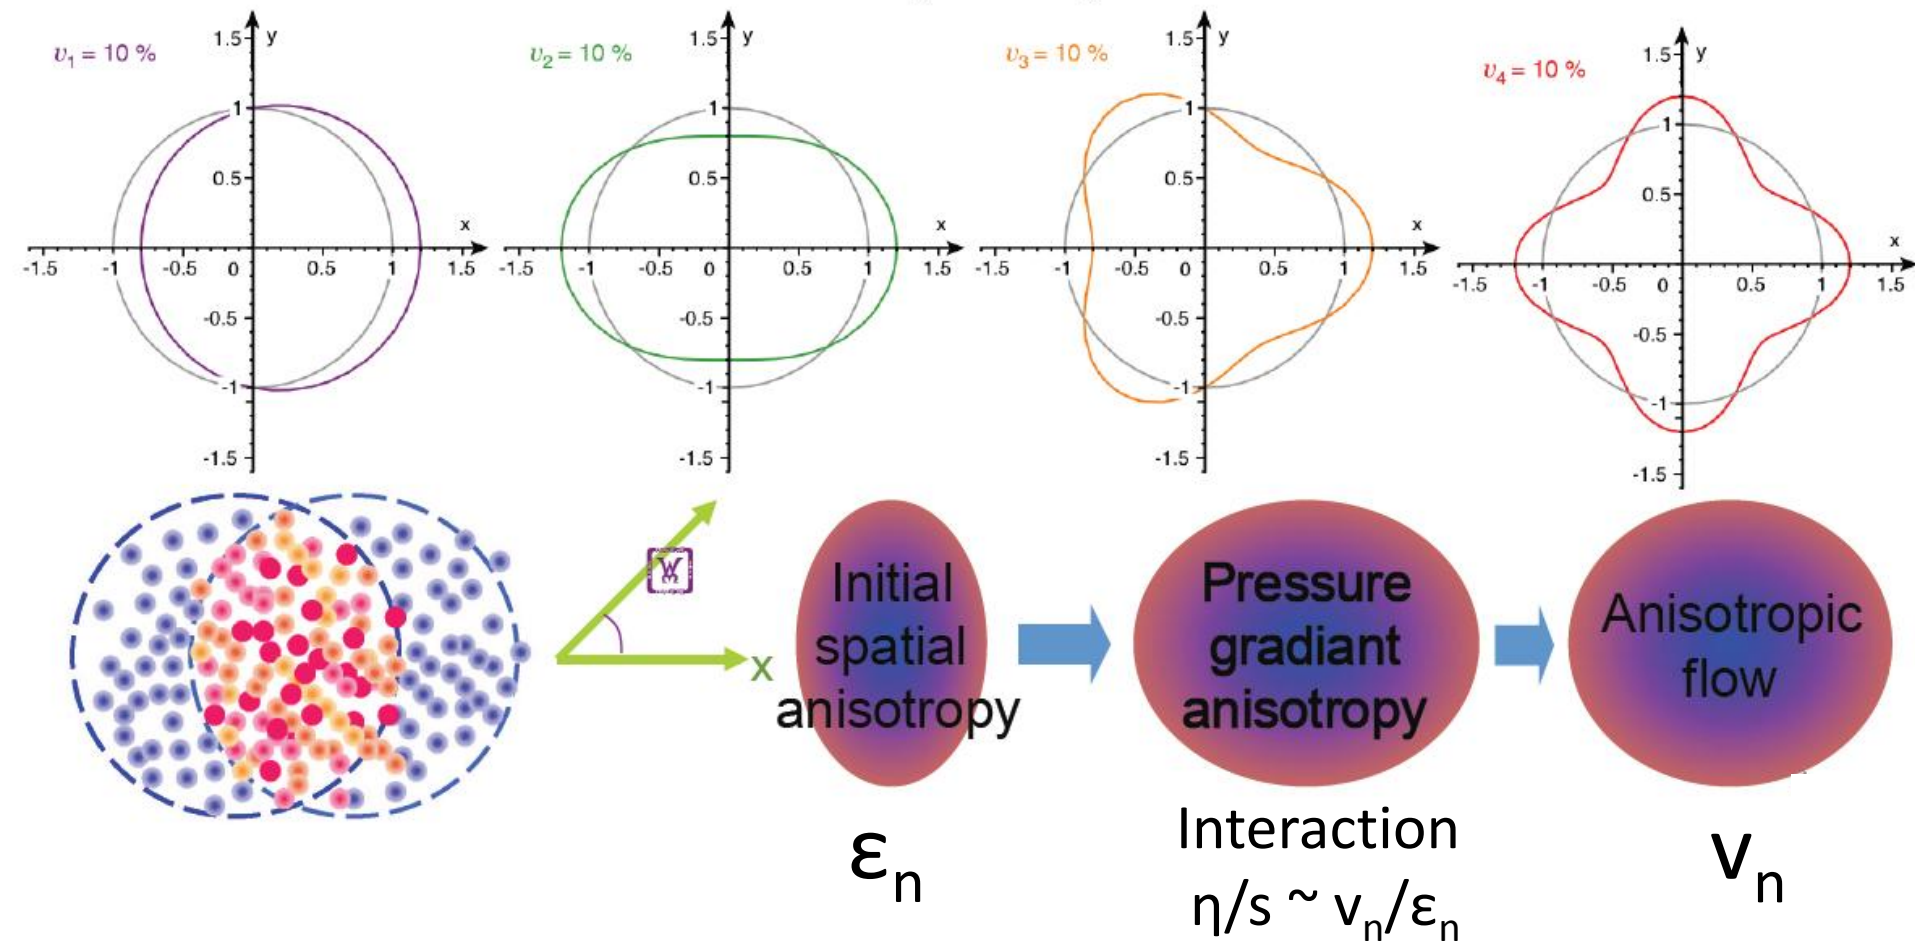 v1 = 10 %
y
x
1.5
1
0.5
-0.5
-1
-1.5
-1.5
-1
-0.5
0
0.5
1
1.5
v2 = 10 %
y
x
1.5
1
0.5
-0.5
-1
-1.5
-1.5
-1
-0.5
0
0.5
1
1.5
v3 = 10 %
y
x
1.5
1
0.5
-0.5
-1
-1.5
-1.5
-1
-0.5
0
0.5
1
1.5
v4 = 10 %
y
x
1.5
1
0.5
-0.5
-1
-1.5
-1.5
-1
-0.5
0
0.5
1
1.5
x
Initial
spatial
anisotropy
Pressure
gradiant
anisotropy
Anisotropic
flow
εn
Interaction
η/s ~ vn/εn
vn